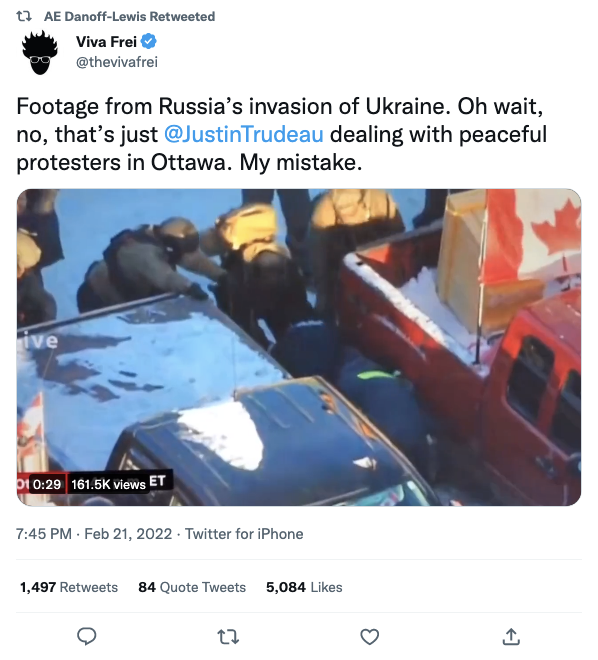 AE Danoff-Lewis Retweeted
Viva Frei
@thevivafrei
Footage from Russia’s invasion of Ukraine. Oh wait,
no, that’s just @JustinTrudeau dealing with peaceful
protesters in Ottawa. My mistake.
ive
0:29 161.5K views ET
7:45 PM · Feb 21, 2022 · Twitter for iPhone
1,497 Retweets 84 Quote Tweets 5,084 Likes